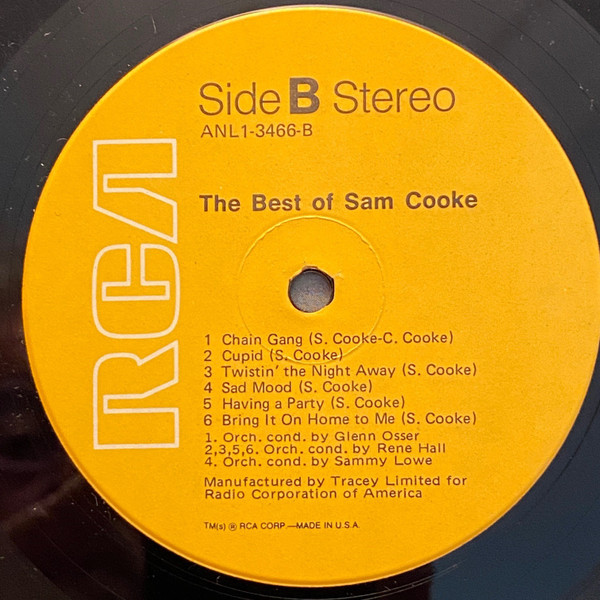 RCA
Side B Stereo
ANL1-3466-B
The Best of Sam Cooke
1 Chain Gang (S. Cooke-C. Cooke)
2 Cupid (S. Cooke)
3 Twistin' the Night Away (S. Cooke)
4 Sad Mood (S. Cooke)
5 Having a Party (S. Cooke)
6 Bring It On Home to Me (S. Cooke)
1. Orch. cond. by Glenn Osser
2,3,5,6. Orch. cond. by Rene Hall
4. Orch. cond. by Sammy Lowe
Manufactured by Tracey Limited for
Radio Corporation of America
TM(s) ® RCA CORP.—MADE IN U.S.A.